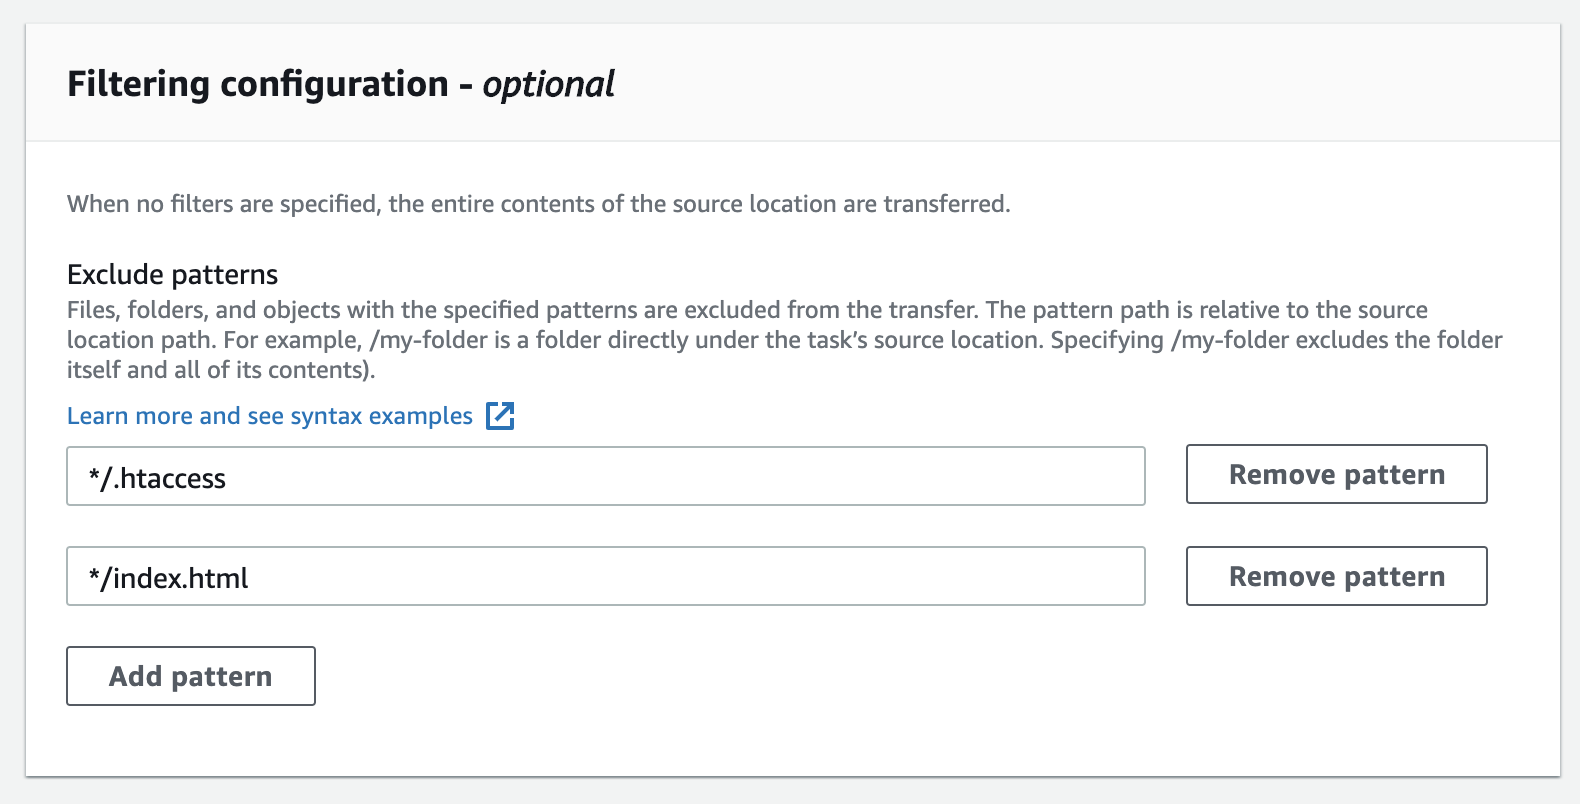 Filtering configuration - optional
When no filters are specified, the entire contents of the source location are transferred.
Exclude patterns
Files, folders, and objects with the specified patterns are excluded from the transfer. The pattern path is relative to the source
location path. For example, /my-folder is a folder directly under the task’s source location. Specifying /my-folder excludes the folder
itself and all of its contents).
Learn more and see syntax examples
*/.htaccess
Remove pattern
*/index.html
Remove pattern
Add pattern